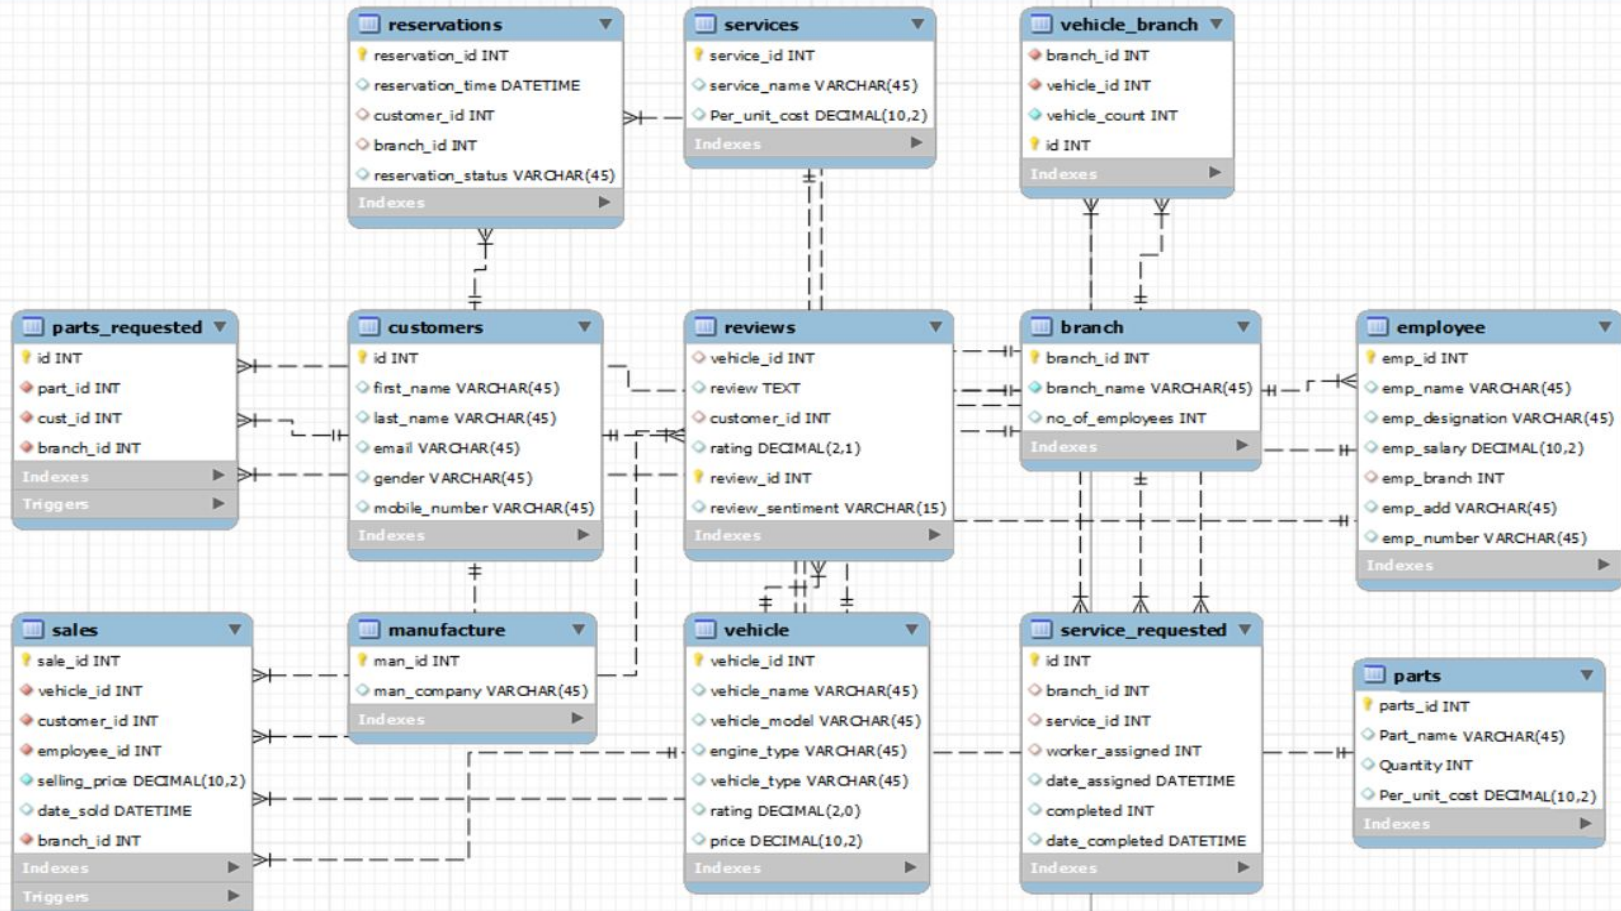 reservations
reservation_id INT
reservation_time DATETIME
customer_id INT
branch_id INT
reservation_status VARCHAR(45)
Indexes
services
service_id INT
service_name VARCHAR(45)
Per_unit_cost DECIMAL(10,2)
Indexes
vehicle_branch
branch_id INT
vehicle_id INT
vehicle_count INT
id INT
Indexes
parts_requested
id INT
part_id INT
cust_id INT
branch_id INT
Indexes
Triggers
customers
id INT
first_name VARCHAR(45)
last_name VARCHAR(45)
email VARCHAR(45)
gender VARCHAR(45)
mobile_number VARCHAR(45)
Indexes
reviews
vehicle_id INT
review TEXT
customer_id INT
rating DECIMAL(2,1)
review_id INT
review_sentiment VARCHAR(15)
Indexes
branch
branch_id INT
branch_name VARCHAR(45)
no_of_employees INT
Indexes
employee
emp_id INT
emp_name VARCHAR(45)
emp_designation VARCHAR(45)
emp_salary DECIMAL(10,2)
emp_branch INT
emp_add VARCHAR(45)
emp_number VARCHAR(45)
Indexes
sales
sale_id INT
vehicle_id INT
customer_id INT
employee_id INT
selling_price DECIMAL(10,2)
date_sold DATETIME
branch_id INT
Indexes
Triggers
manufacture
man_id INT
man_company VARCHAR(45)
Indexes
vehicle
vehicle_id INT
vehicle_name VARCHAR(45)
vehicle_model VARCHAR(45)
engine_type VARCHAR(45)
vehicle_type VARCHAR(45)
rating DECIMAL(2,0)
price DECIMAL(10,2)
Indexes
service_requested
id INT
branch_id INT
service_id INT
worker_assigned INT
date_assigned DATETIME
completed INT
date_completed DATETIME
Indexes
parts
parts_id INT
Part_name VARCHAR(45)
Quantity INT
Per_unit_cost DECIMAL(10,2)
Indexes